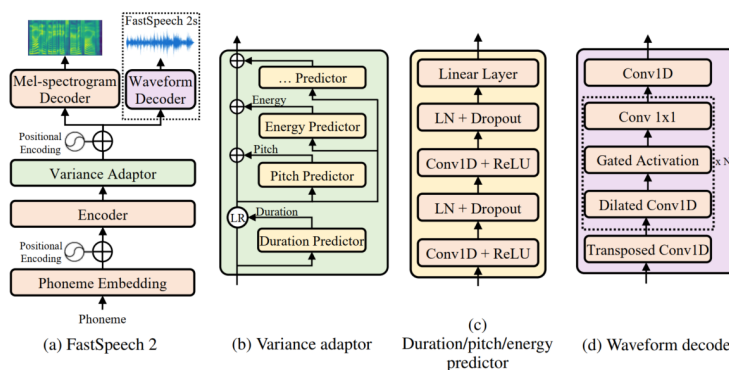 FastSpeech 2s
Mel-spectrogram
Decoder
Waveform
Decoder
Positional
Encoding
Variance Adaptor
Encoder
Positional
Encoding
Phoneme Embedding
Phoneme
(a) FastSpeech 2
... Predictor
Energy
Energy Predictor
Pitch
Pitch Predictor
LR
Duration
Duration Predictor
(b) Variance adaptor
Linear Layer
LN + Dropout
Conv1D + ReLU
LN + Dropout
Conv1D + ReLU
(c)
Duration/pitch/energy
predictor
Conv1D
Conv 1x1
Gated Activation
x N
Dilated Conv1D
Transposed Conv1D
(d) Waveform decode